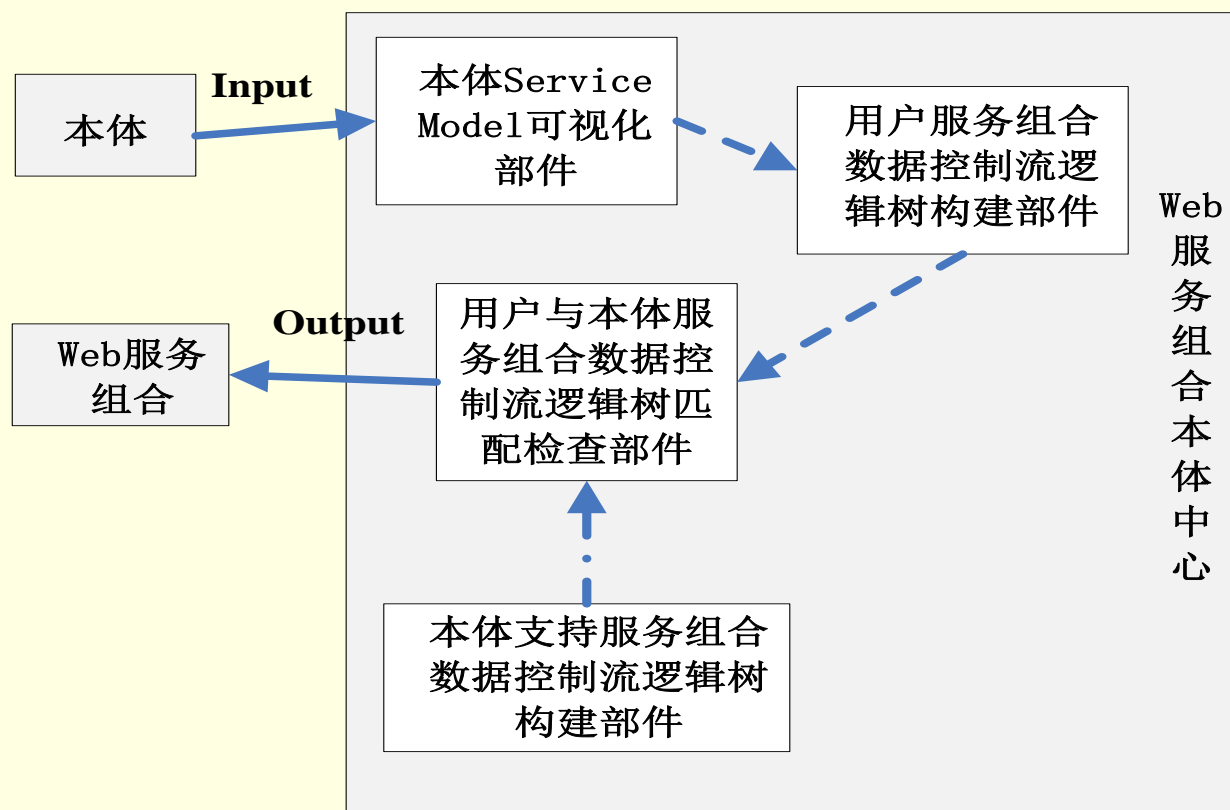 Input
本体
本体Service
Model可视化
部件
用户服务组合
数据控制流逻
辑树构建部件
Web
服
务
组
合
本
体
中
心
Output
Web服务
组合
用户与本体服
务组合数据控
制流逻辑树匹
配检查部件
本体支持服务组合
数据控制流逻辑树
构建部件